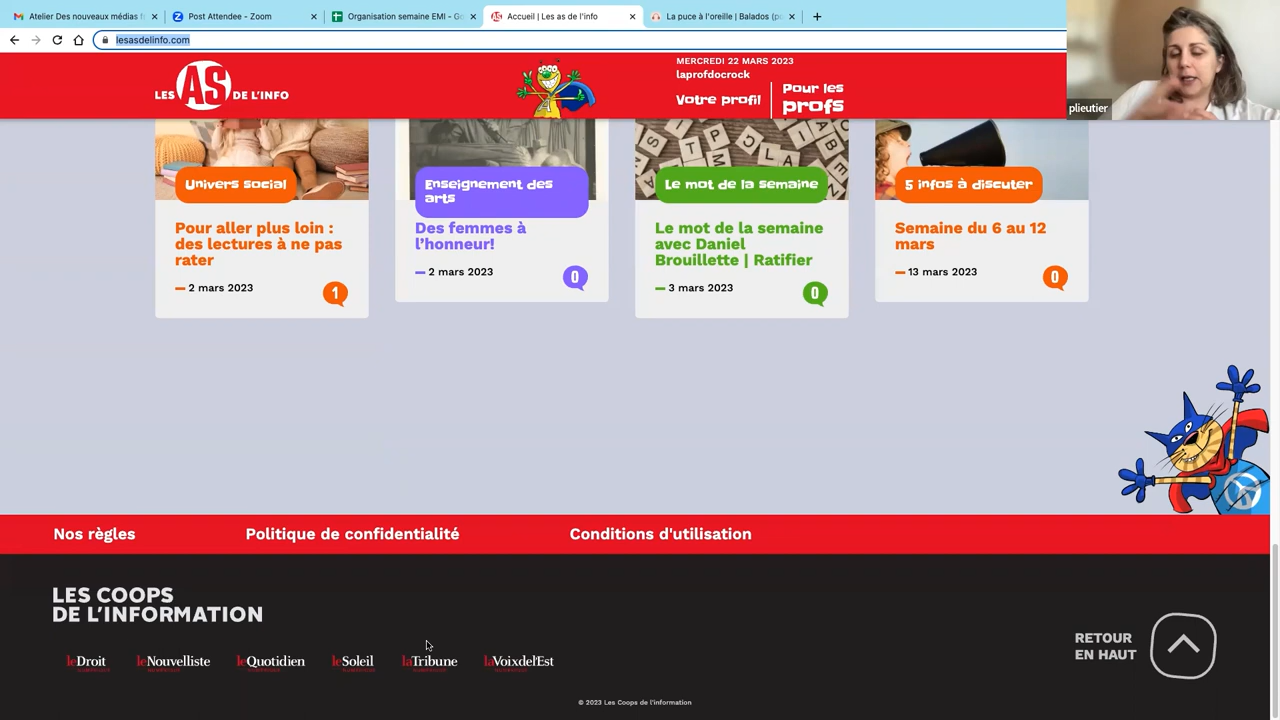 Atelier Des nouveaux médias f
Post Attendee - Zoom
Organisation semaine EMI - Go
Accueil | Les as de l'info
La puce à l'oreille | Balados (po
lesasdelinfo.com
LES AS DE L'INFO
MERCREDI 22 MARS 2023
laprofdocrock
Votre profil
Pour les
profs
plieutier
Univers social
Pour aller plus loin :
des lectures à ne pas
rater
2 mars 2023
1
Enseignement des
arts
Des femmes à
l'honneur!
2 mars 2023
0
Le mot de la semaine
Le mot de la semaine
avec Daniel
Brouillette | Ratifier
3 mars 2023
0
5 infos à discuter
Semaine du 6 au 12
mars
13 mars 2023
0
Nos règles
Politique de confidentialité
Conditions d'utilisation
LES COOPS
DE L'INFORMATION
leDroit
leNouvelliste
leQuotidien
leSoleil
laTribune
laVoixdel'Est
RETOUR
EN HAUT
© 2023 Les Coops de l'information